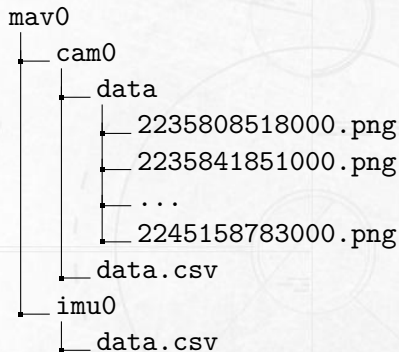 mav0
cam0
data
2235808518000.png
2235841851000.png
...
2245158783000.png
data.csv
imu0
data.csv